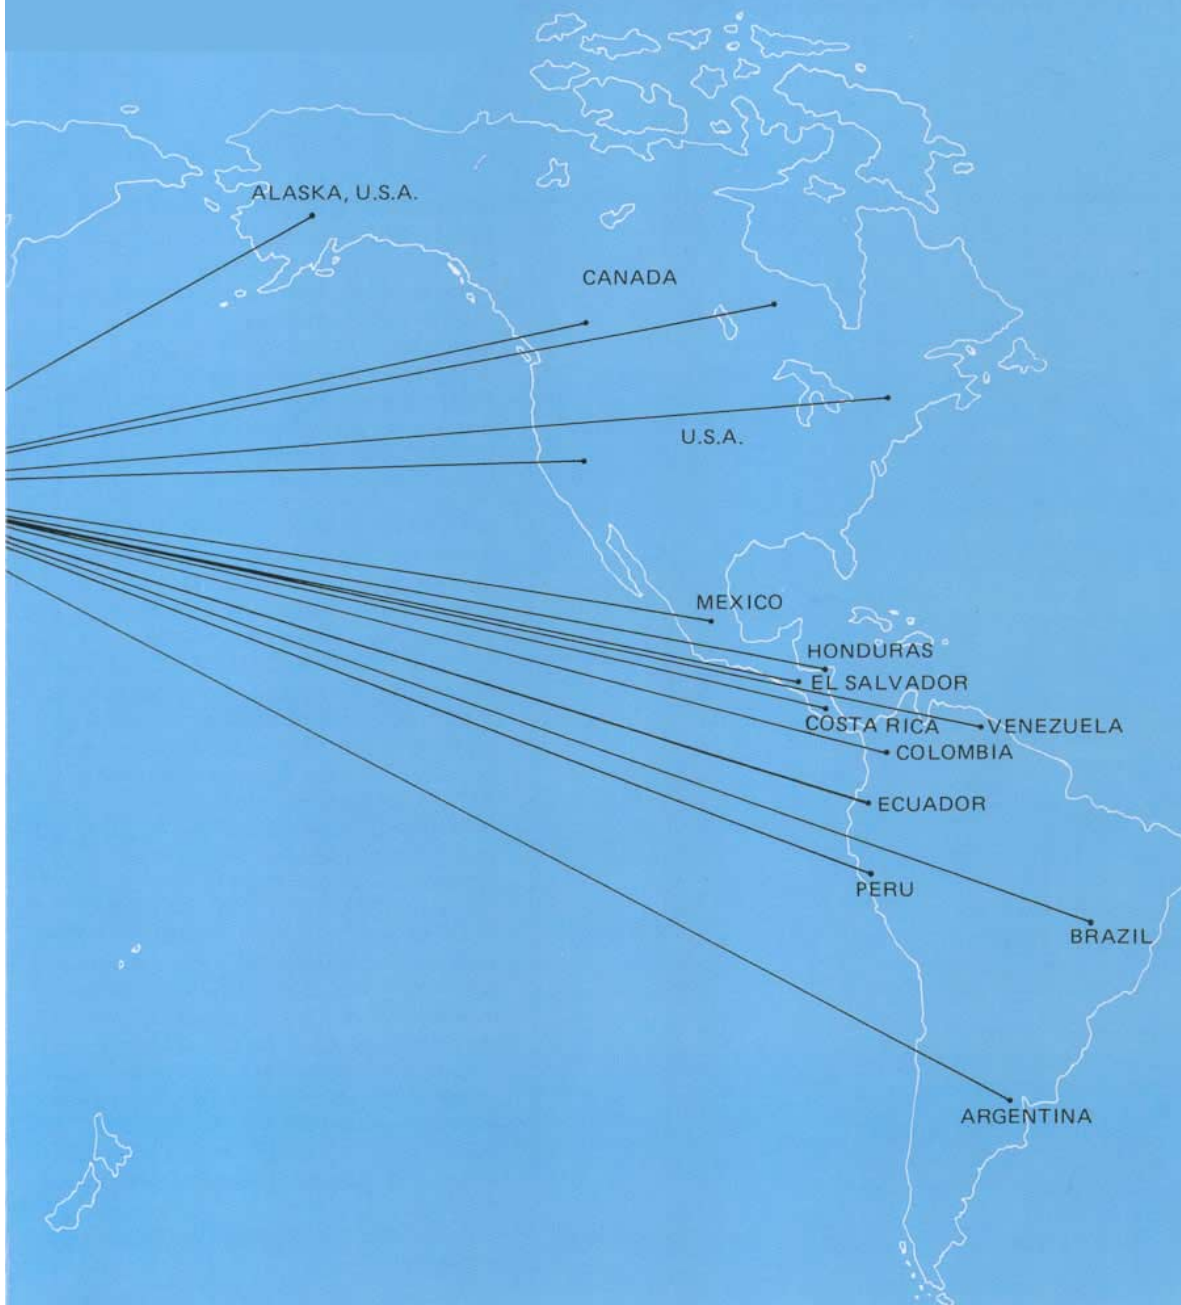 ALASKA, U.S.A.
CANADA
U.S.A.
MEXICO
HONDURAS
EL SALVADOR
COSTA RICA
VENEZUELA
COLOMBIA
ECUADOR
PERU
BRAZIL
ARGENTINA